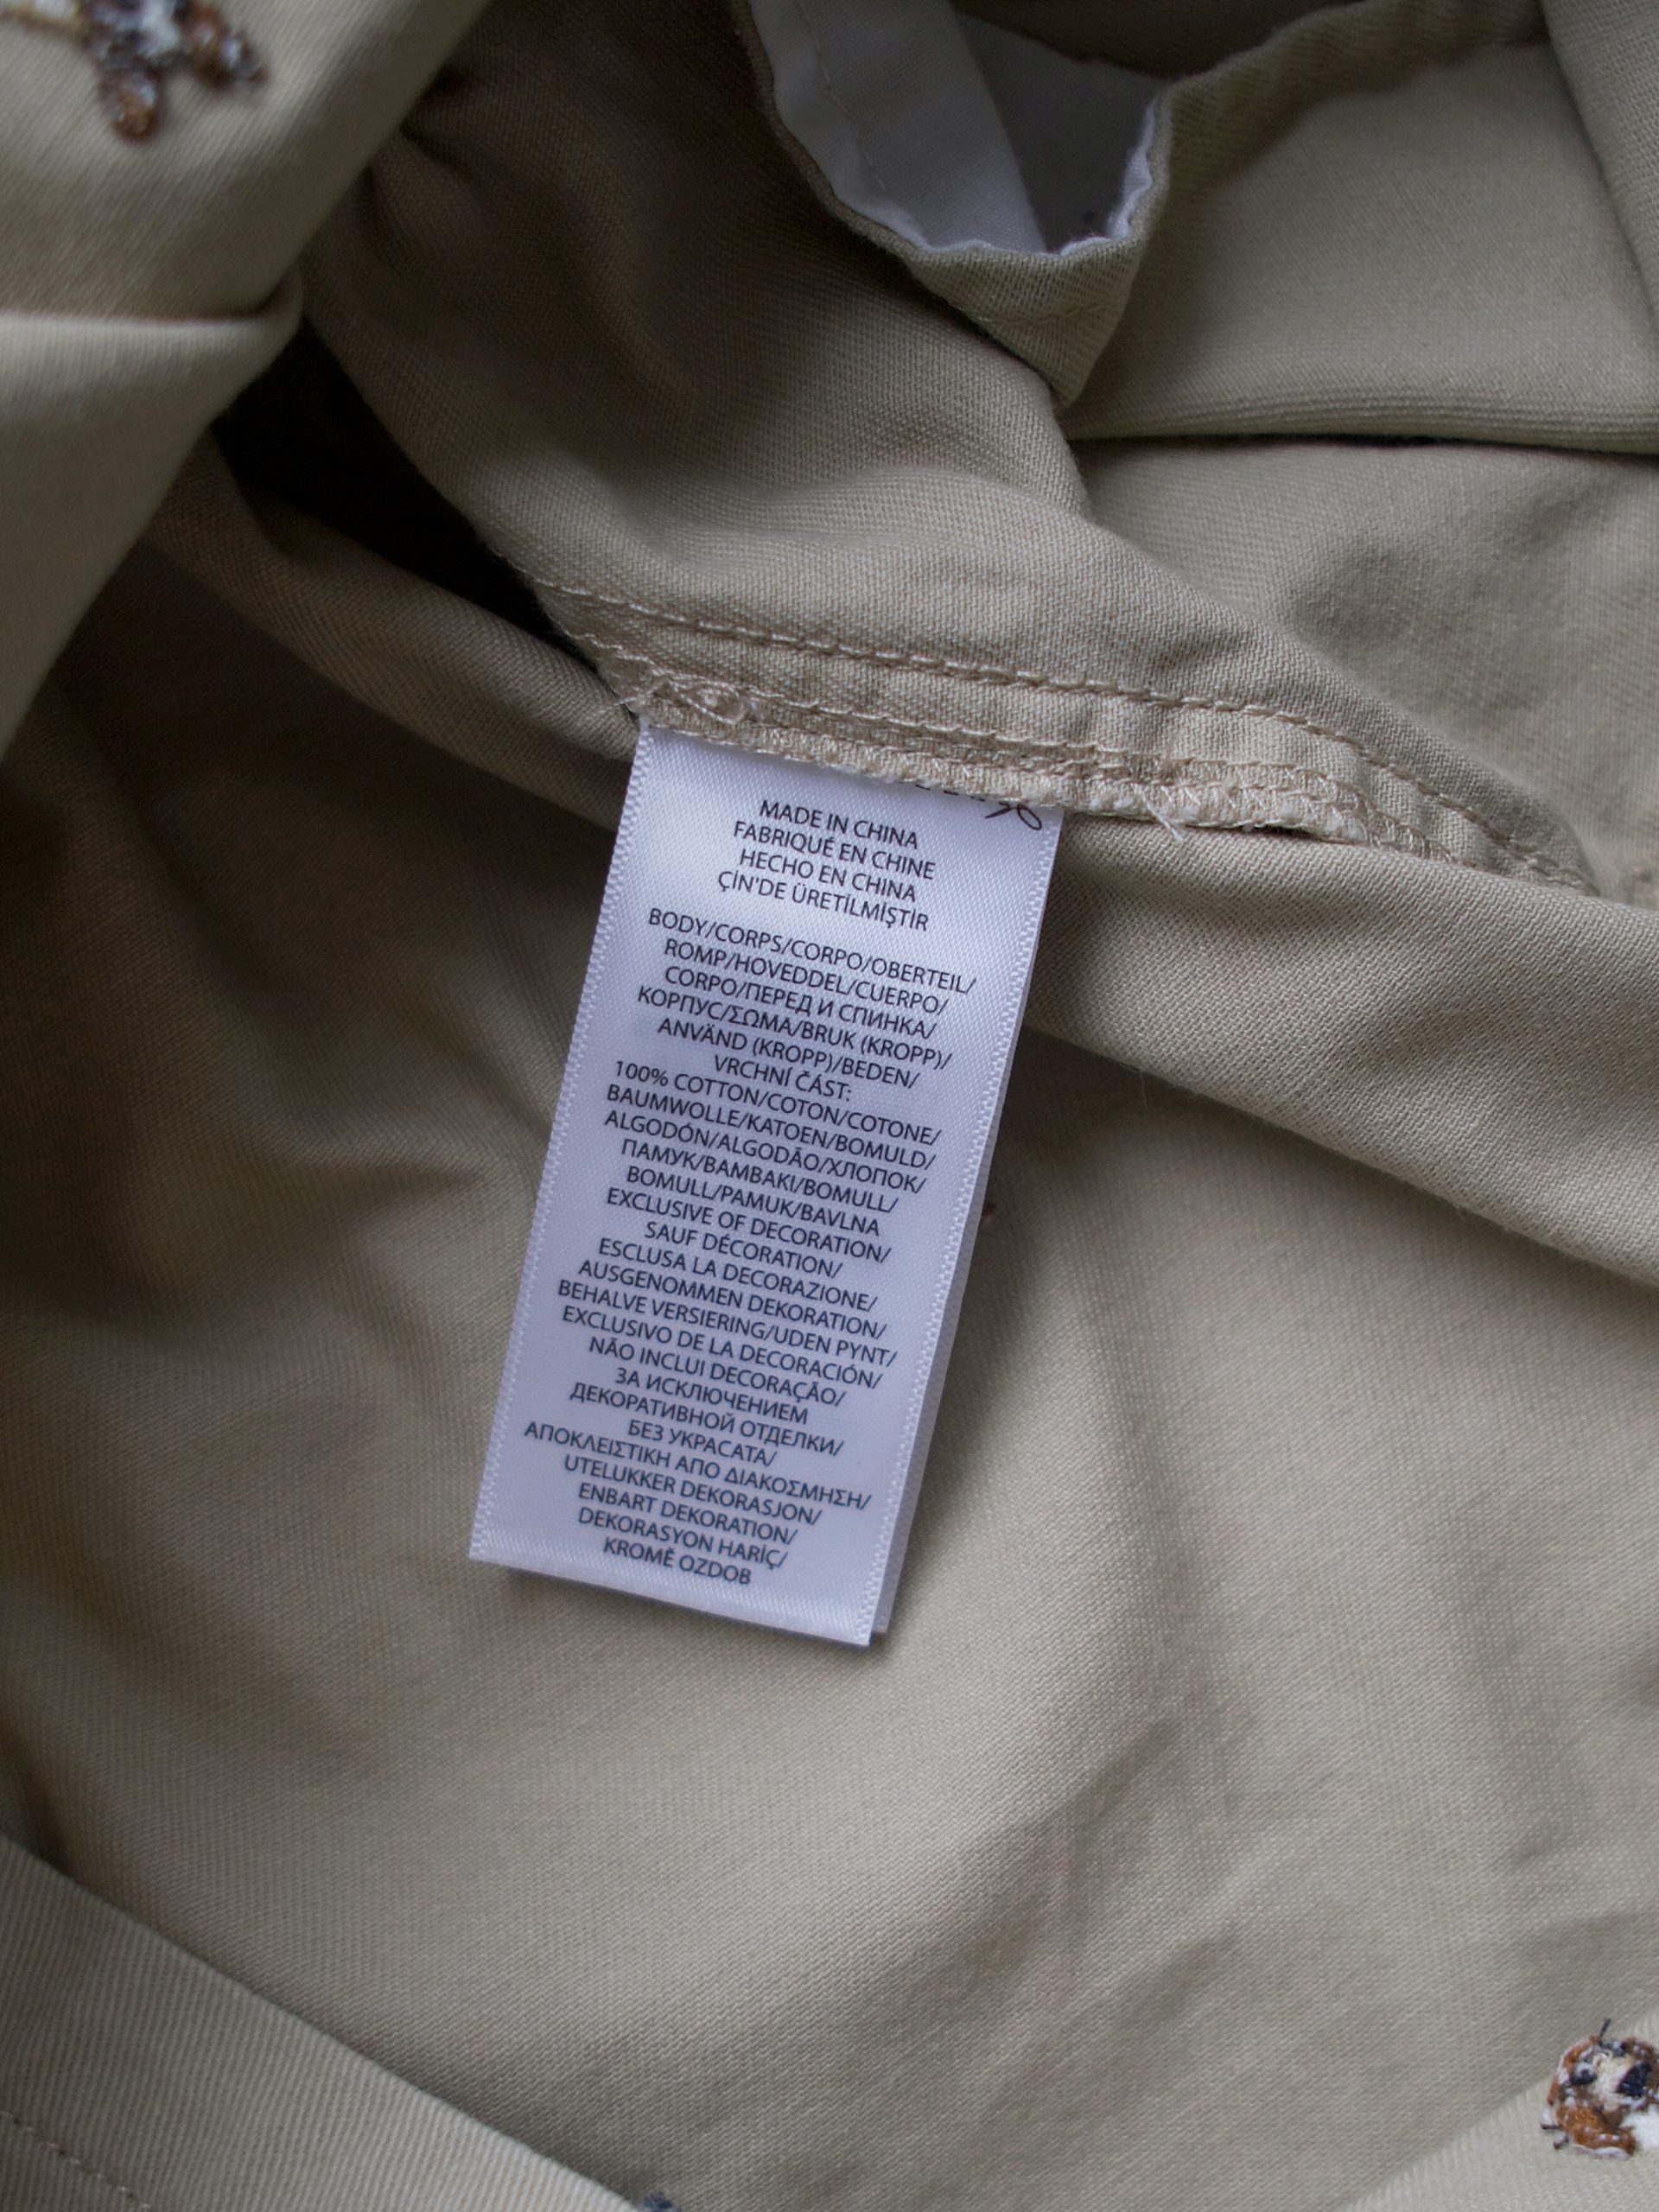 MADE IN CHINA
FABRIQUÉ EN CHINE
HECHO EN CHINA
ÇİN'DE ÜRETİLMİŞTİR
BODY/CORPS/CORPO/OBERTEIL/
ROMP/HOVEDDEL/CUERPO/
CORPO/ПЕРЕД И СПИНКА/
КОРПУС/ΣΩΜΑ/BRUK (KROPP)/
ANVÄND (KROPP)/BEDEN/
VRCHNÍ ČÁST:
100% COTTON/COTON/COTONE/
BAUMWOLLE/KATOEN/BOMULD/
ALGODÓN/ALGODÃO/ХЛОПОК/
ПАМУК/ΒΑΜΒΑΚΙ/BOMULL/
BOMULL/PAMUK/BAVLNA
EXCLUSIVE OF DECORATION/
SAUF DÉCORATION/
ESCLUSA LA DECORAZIONE/
AUSGENOMMEN DEKORATION/
BEHALVE VERSIERING/UDEN PYNT/
EXCLUSIVO DE LA DECORACIÓN/
NÃO INCLUI DECORAÇÃO/
ЗА ИСКЛЮЧЕНИЕМ
ДЕКОРАТИВНОЙ ОТДЕЛКИ/
БЕЗ УКРАСАТА/
ΑΠΟΚΛΕΙΣΤΙΚΗ ΑΠΟ ΔΙΑΚΟΣΜΗΣΗ/
UTELUKKER DEKORASJON/
ENBART DEKORATION/
DEKORASYON HARİÇ/
KROMĚ OZDOB